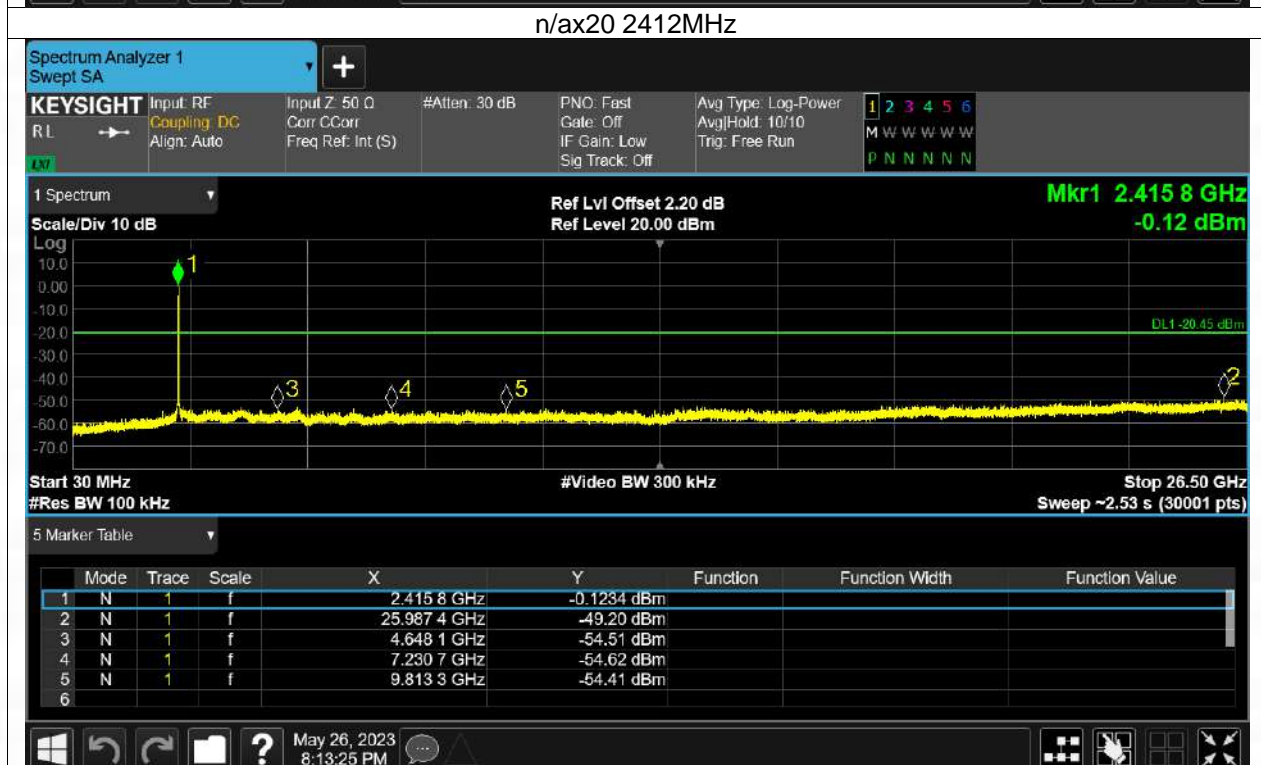 n/ax20 2412MHz
Spectrum Analyzer 1
Swept SA
+
KEYSIGHT Input: RF Input Z: 50 Ω #Atten: 30 dB PNO: Fast Avg Type: Log-Power 1 2 3 4 5 6
RL Coupling: DC Corr CCorr Gate: Off Avg|Hold: 10/10 M W W W W W
Align: Auto Freq Ref: Int (S) IF Gain: Low Trig: Free Run
LXI Sig Track: Off P N N N N N
1 Spectrum Ref Lvl Offset 2.20 dB Mkr1 2.415 8 GHz
Scale/Div 10 dB Ref Level 20.00 dBm -0.12 dBm
Log
10.0 1
0.00
-10.0
-20.0 DL1 -20.45 dBm
-30.0
-40.0 3 4 5 2
-50.0
-60.0
-70.0
Start 30 MHz #Video BW 300 kHz Stop 26.50 GHz
#Res BW 100 kHz Sweep ~2.53 s (30001 pts)
5 Marker Table
Mode Trace Scale X Y Function Function Width Function Value
1 N 1 f 2.415 8 GHz -0.1234 dBm
2 N 1 f 25.987 4 GHz -49.20 dBm
3 N 1 f 4.648 1 GHz -54.51 dBm
4 N 1 f 7.230 7 GHz -54.62 dBm
5 N 1 f 9.813 3 GHz -54.41 dBm
6
? May 26, 2023
8:13:25 PM